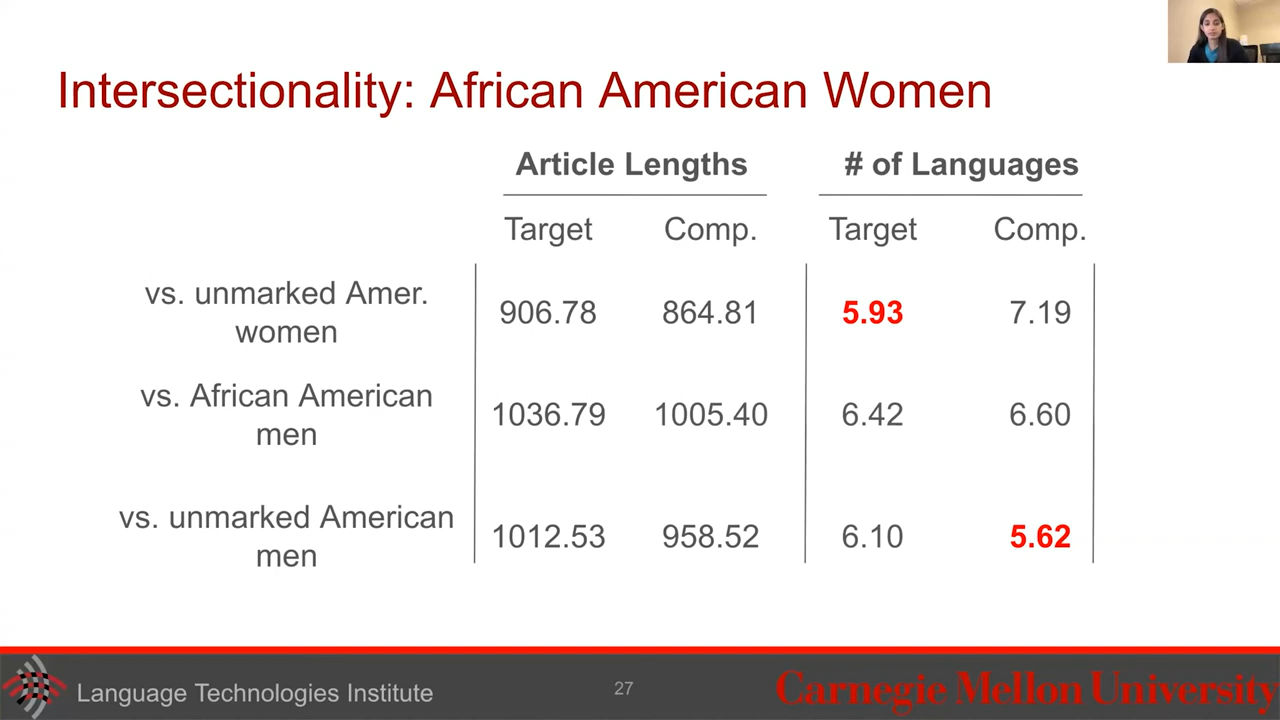 Intersectionality: African American Women
Article Lengths # of Languages
Target Comp. Target Comp.
vs. unmarked Amer.
women
906.78 864.81 5.93 7.19
vs. African American
men
1036.79 1005.40 6.42 6.60
vs. unmarked American
men
1012.53 958.52 6.10 5.62
Language Technologies Institute
27
Carnegie Mellon University